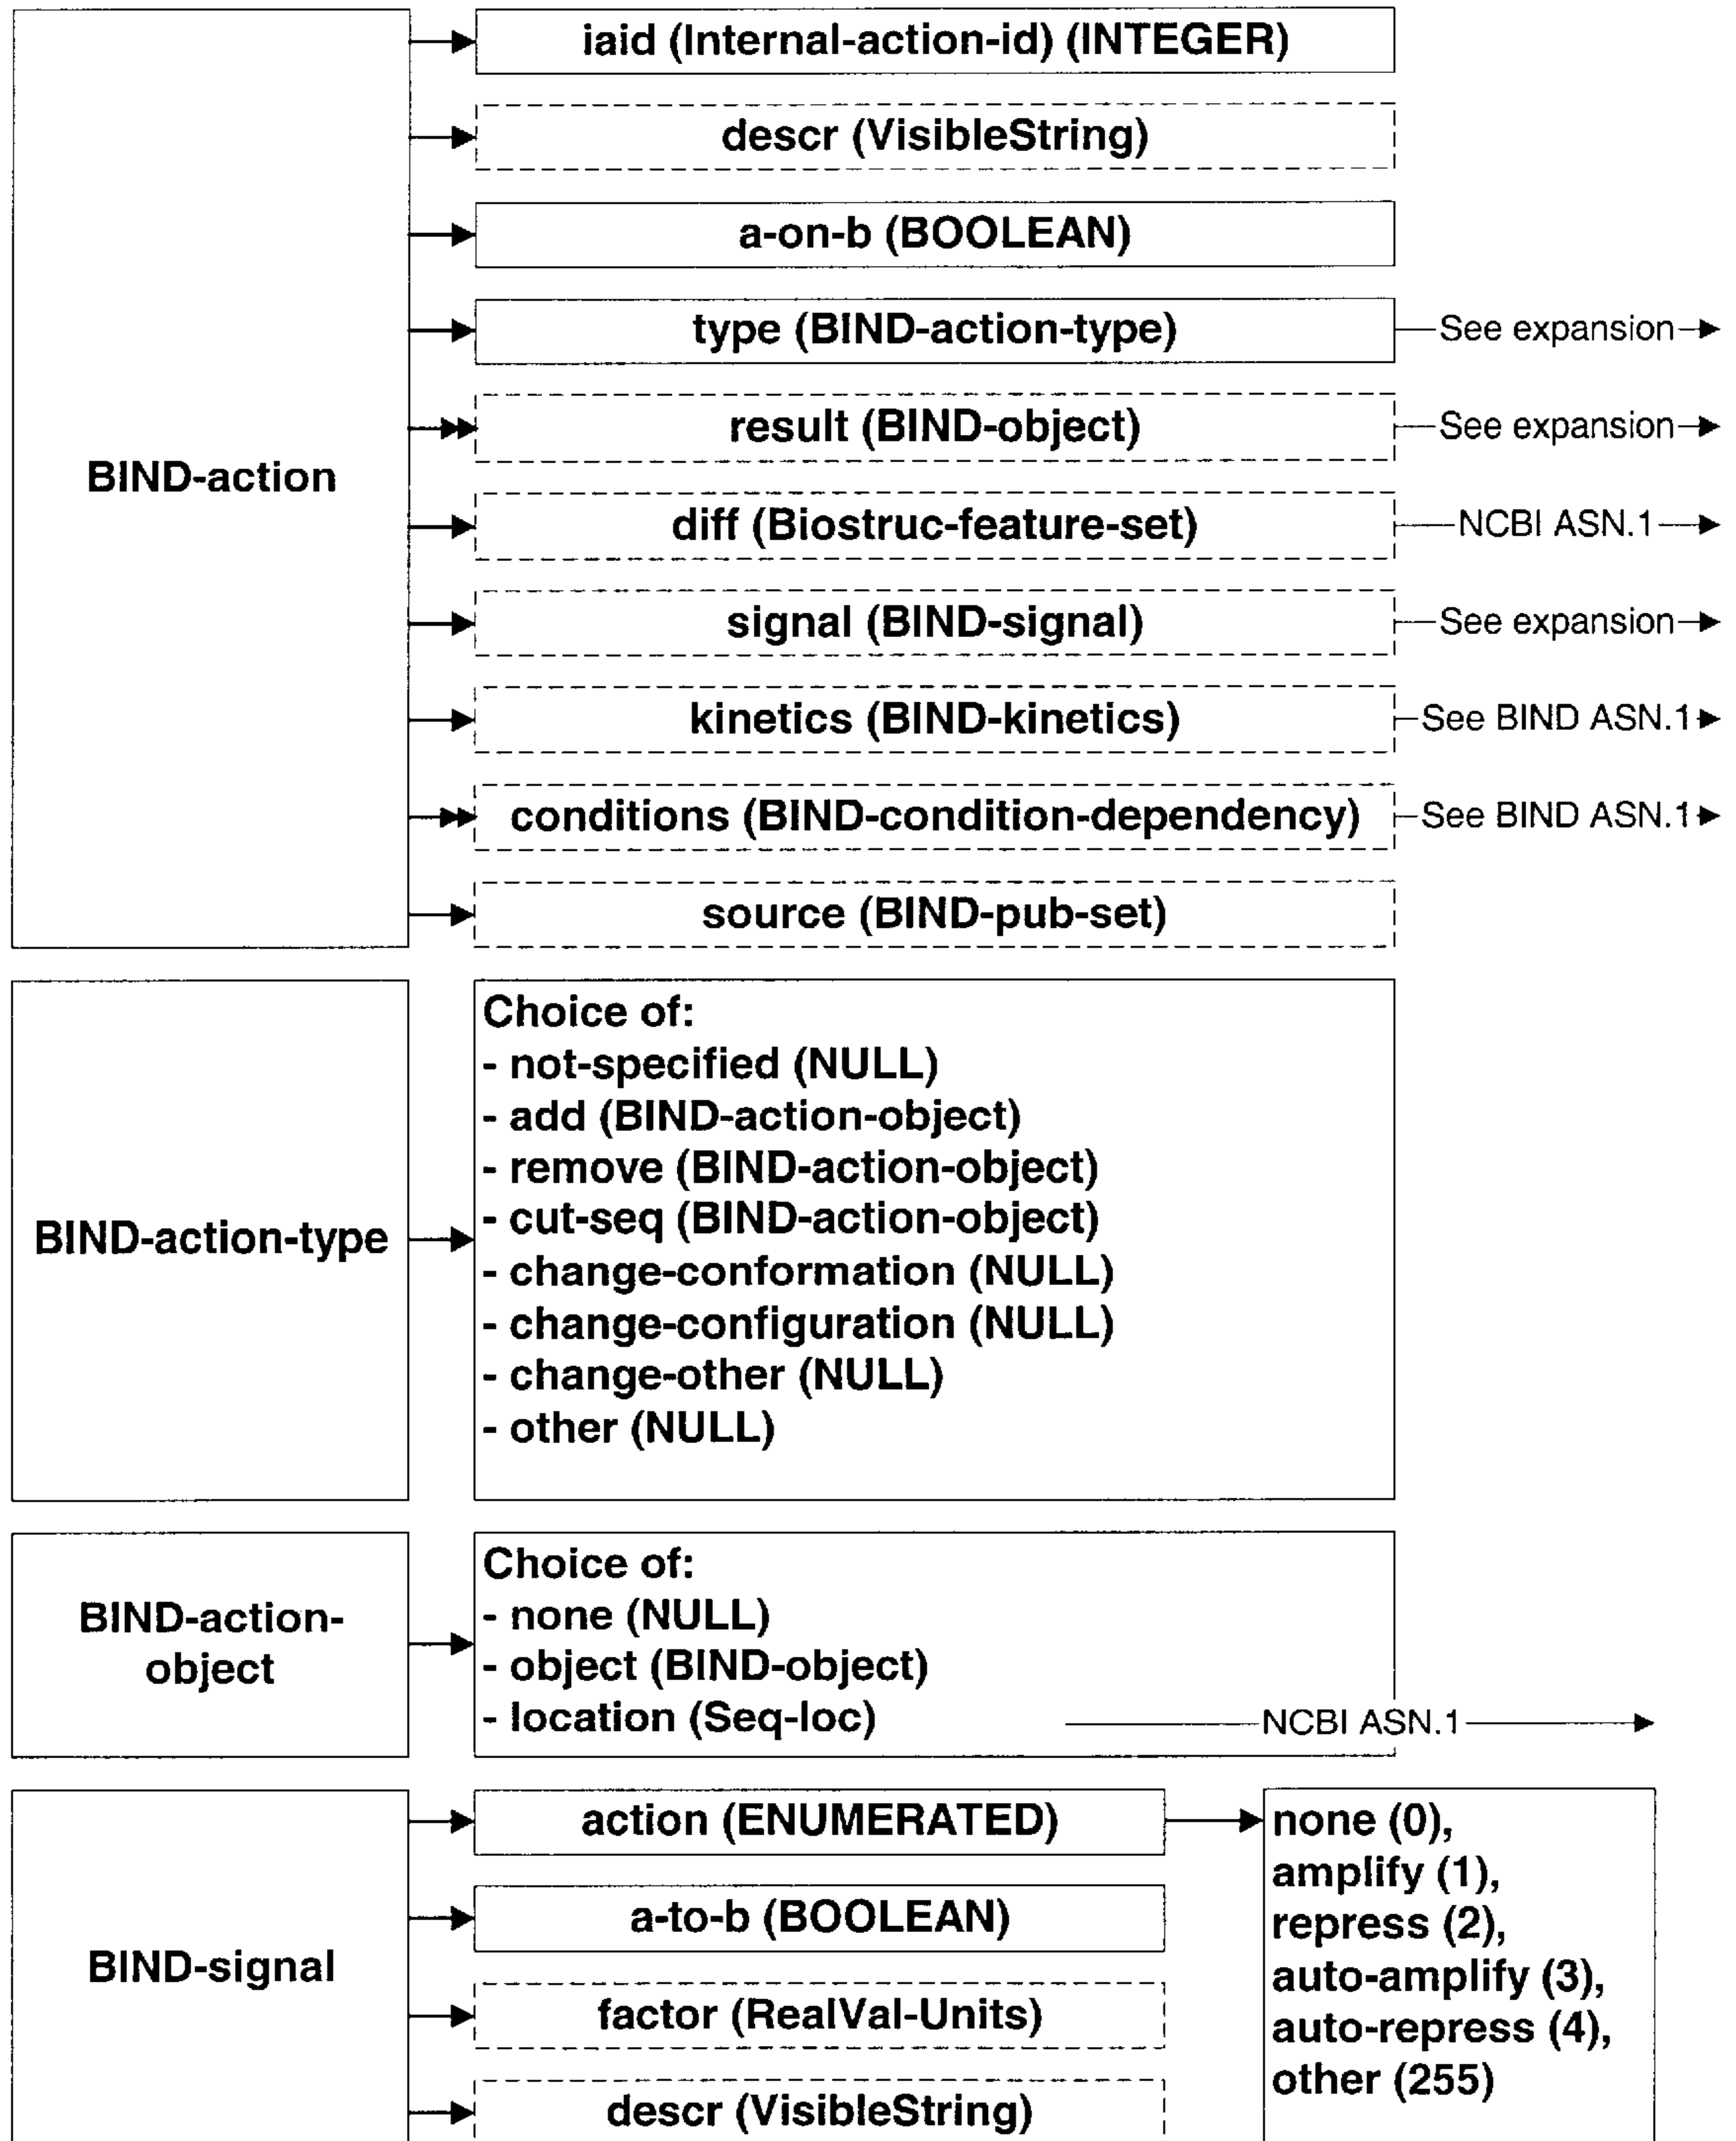 BIND-action
iaid (Internal-action-id) (INTEGER)
descr (VisibleString)
a-on-b (BOOLEAN)
type (BIND-action-type)
See expansion
result (BIND-object)
See expansion
diff (Biostruc-feature-set)
NCBI ASN.1
signal (BIND-signal)
See expansion
kinetics (BIND-kinetics)
See BIND ASN.1
conditions (BIND-condition-dependency)
See BIND ASN.1
source (BIND-pub-set)
BIND-action-type
Choice of:
- not-specified (NULL)
- add (BIND-action-object)
- remove (BIND-action-object)
- cut-seq (BIND-action-object)
- change-conformation (NULL)
- change-configuration (NULL)
- change-other (NULL)
- other (NULL)
BIND-action-
object
Choice of:
- none (NULL)
- object (BIND-object)
- location (Seq-loc)
NCBI ASN.1
BIND-signal
action (ENUMERATED)
a-to-b (BOOLEAN)
factor (RealVal-Units)
descr (VisibleString)
none (0),
amplify (1),
repress (2),
auto-amplify (3),
auto-repress (4),
other (255)